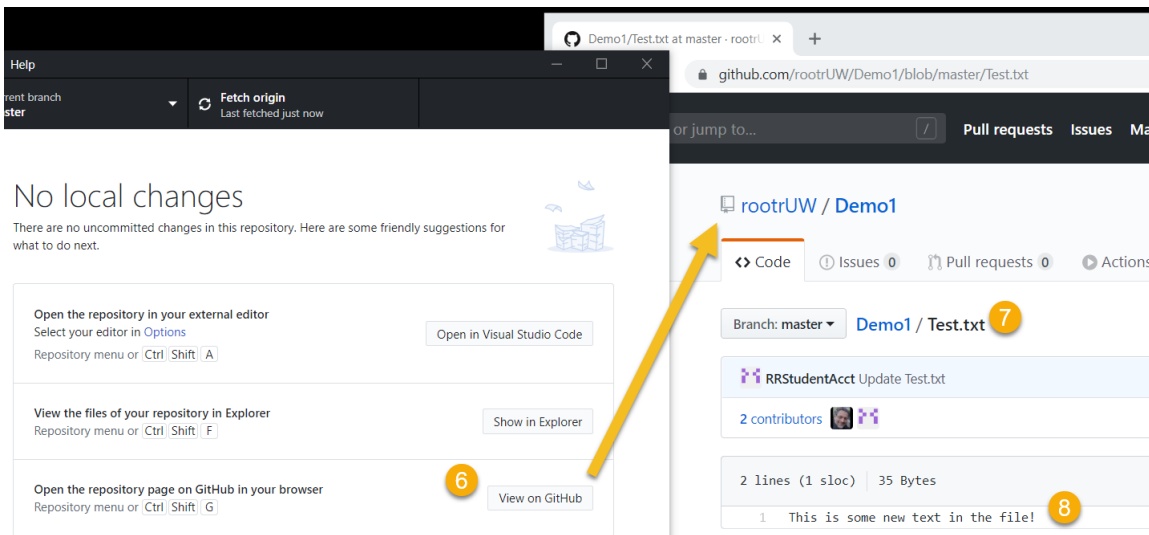 Demo1/Test.txt at master · rootrU
github.com/rootrUW/Demo1/blob/master/Test.txt
Help
rent branch
ster
Fetch origin
Last fetched just now
or jump to...
/
Pull requests
Issues
Ma
No local changes
There are no uncommitted changes in this repository. Here are some friendly suggestions for
what to do next.
Open the repository in your external editor
Select your editor in Options
Repository menu or Ctrl Shift A
Open in Visual Studio Code
View the files of your repository in Explorer
Repository menu or Ctrl Shift F
Show in Explorer
Open the repository page on GitHub in your browser
Repository menu or Ctrl Shift G
6
View on GitHub
rootrUW / Demo1
<> Code
Issues 0
Pull requests 0
Actions
Branch: master
Demo1 / Test.txt
7
RRStudentAcct Update Test.txt
2 contributors
2 lines (1 sloc) 35 Bytes
1 This is some new text in the file!
8